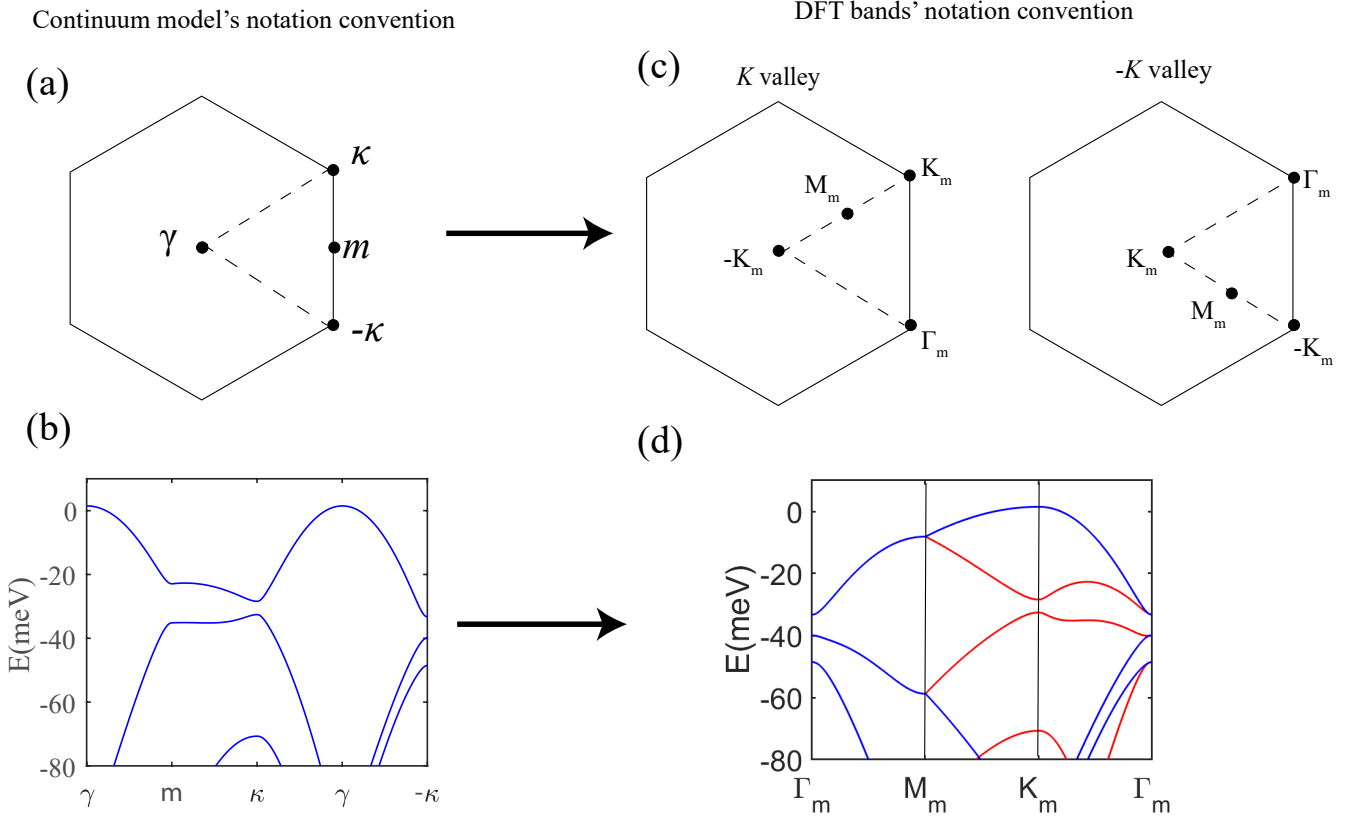 Continuum model's notation convention
DFT bands' notation convention
(a)
κ
γ
m
-κ
(c)
K valley
-K valley
K_m
M_m
-K_m
Γ_m
Γ_m
K_m
M_m
-K_m
(b)
E(meV)
0
-20
-40
-60
-80
γ m κ γ -κ
(d)
E(meV)
0
-20
-40
-60
-80
Γ_m M_m K_m Γ_m